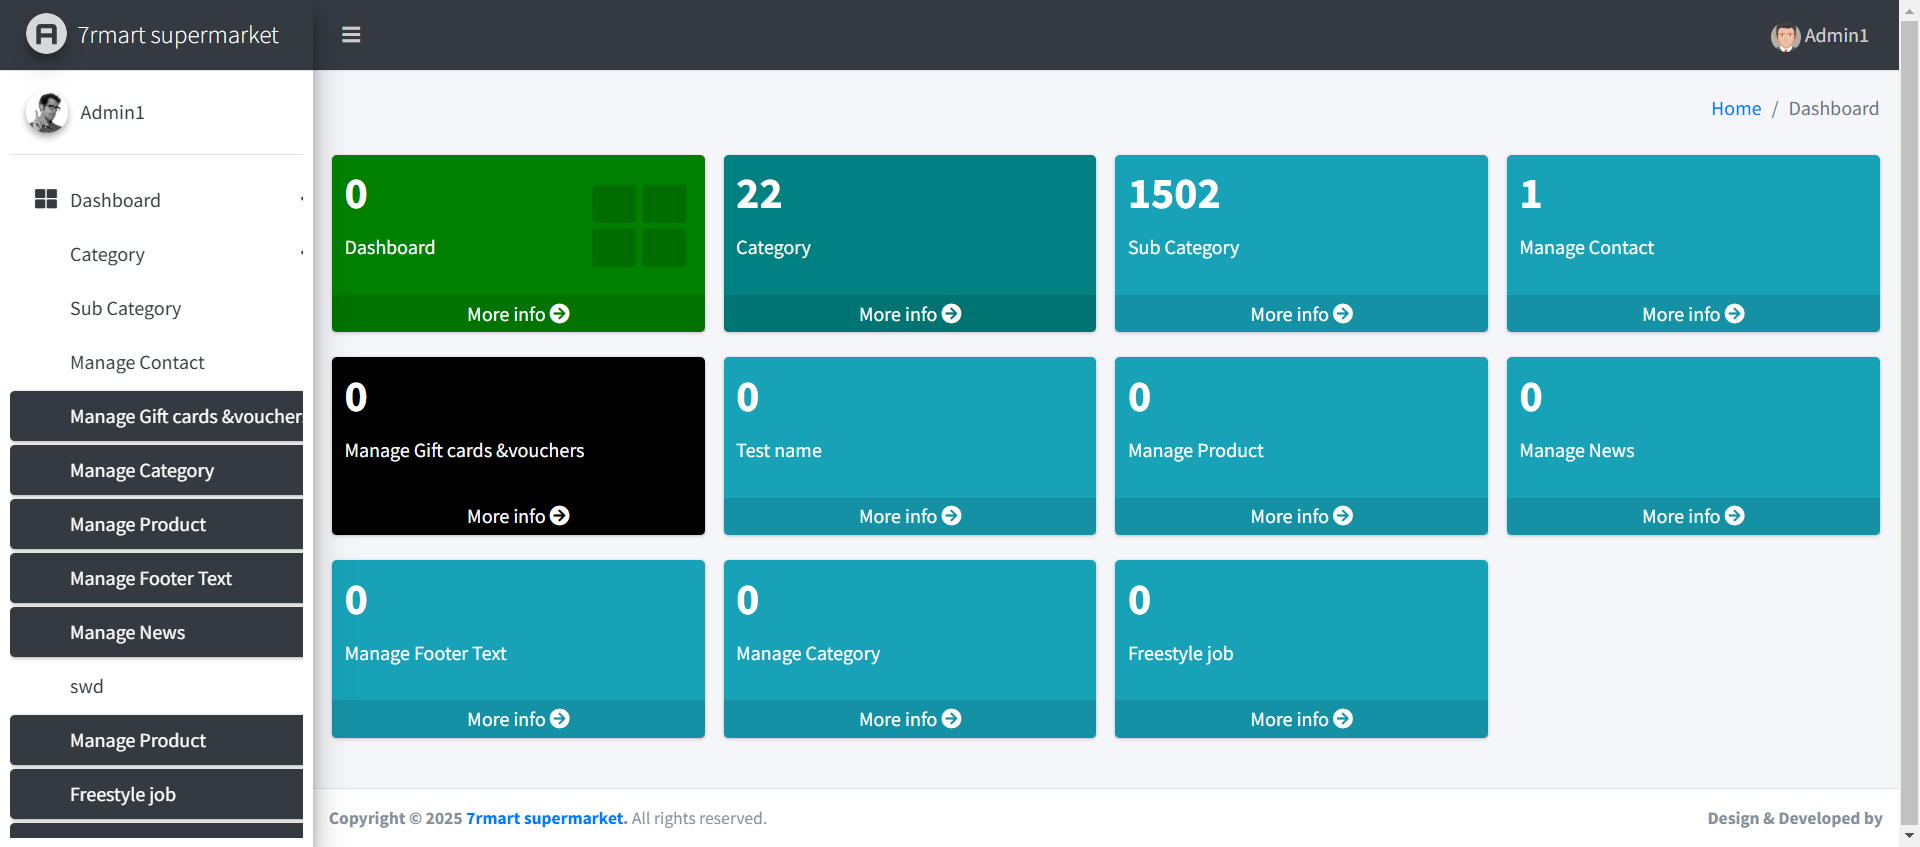 7rmart supermarket
Admin1
Admin1
Home / Dashboard
Dashboard
Category
Sub Category
Manage Contact
Manage Gift cards &voucher
Manage Category
Manage Product
Manage Footer Text
Manage News
swd
Manage Product
Freestyle job
0
Dashboard
More info
22
Category
More info
1502
Sub Category
More info
1
Manage Contact
More info
0
Manage Gift cards &vouchers
More info
0
Test name
More info
0
Manage Product
More info
0
Manage News
More info
0
Manage Footer Text
More info
0
Manage Category
More info
0
Freestyle job
More info
Copyright © 2025 7rmart supermarket. All rights reserved.
Design & Developed by